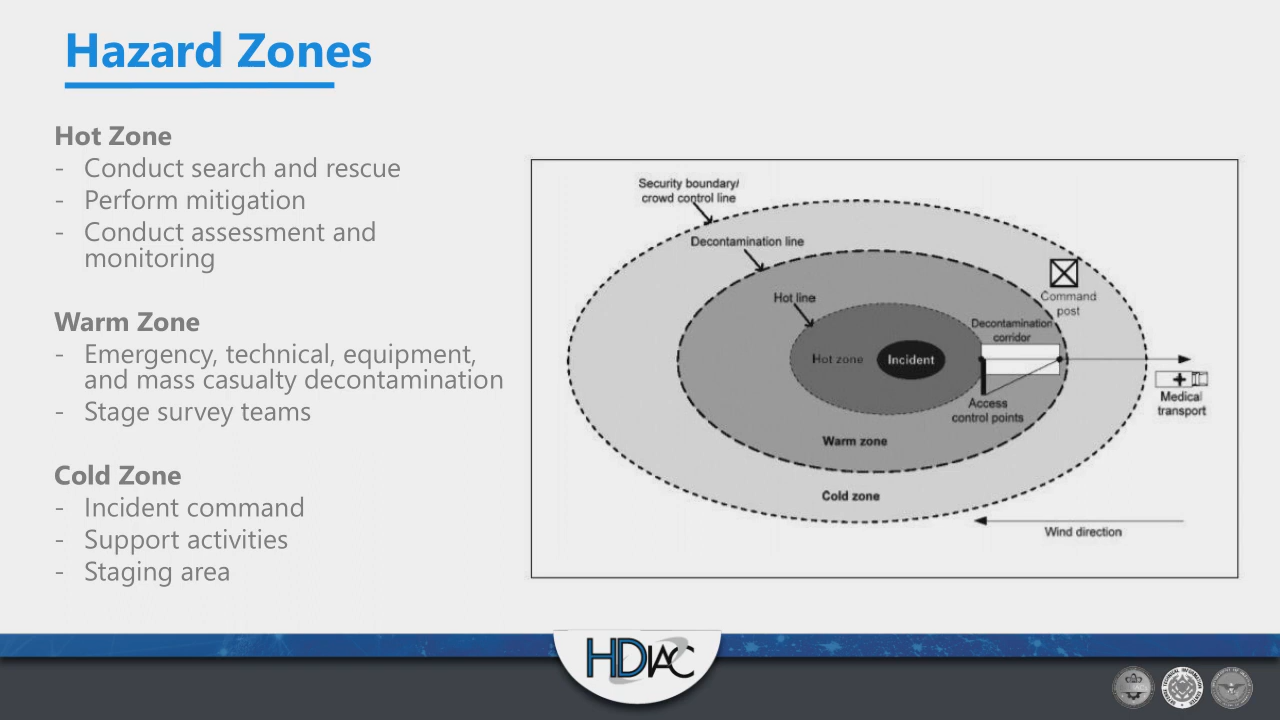 Hazard Zones
Hot Zone
- Conduct search and rescue
- Perform mitigation
- Conduct assessment and
monitoring
Warm Zone
- Emergency, technical, equipment,
and mass casualty decontamination
- Stage survey teams
Cold Zone
- Incident command
- Support activities
- Staging area
Security boundary/
crowd control line
Decontamination line
Hot line
Command
post
Decontamination
corridor
Hot zone
Incident
Access
control points
Medical
transport
Warm zone
Cold zone
Wind direction
HDIAC